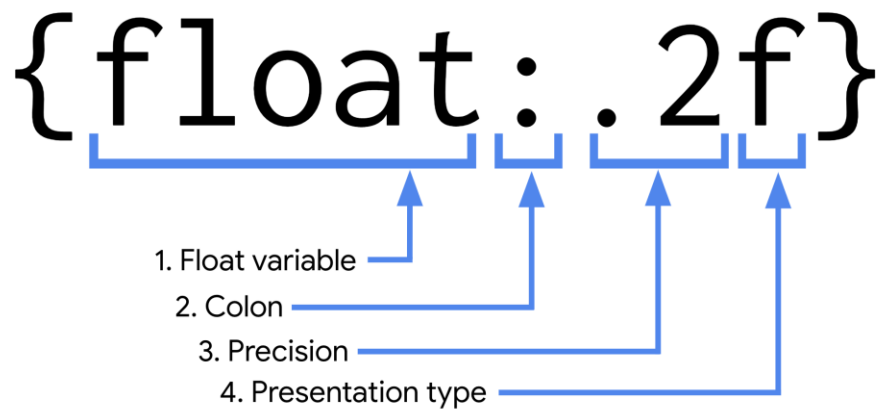 {float:.2f}
1. Float variable
2. Colon
3. Precision
4. Presentation type